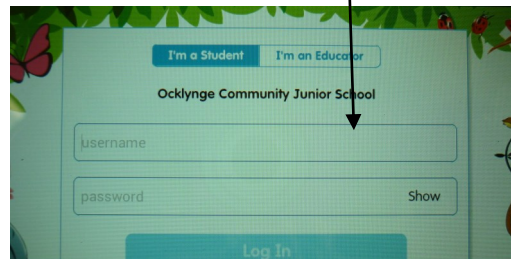 I'm a Student I'm an Educator
Ocklynge Community Junior School
username
password Show
Log In